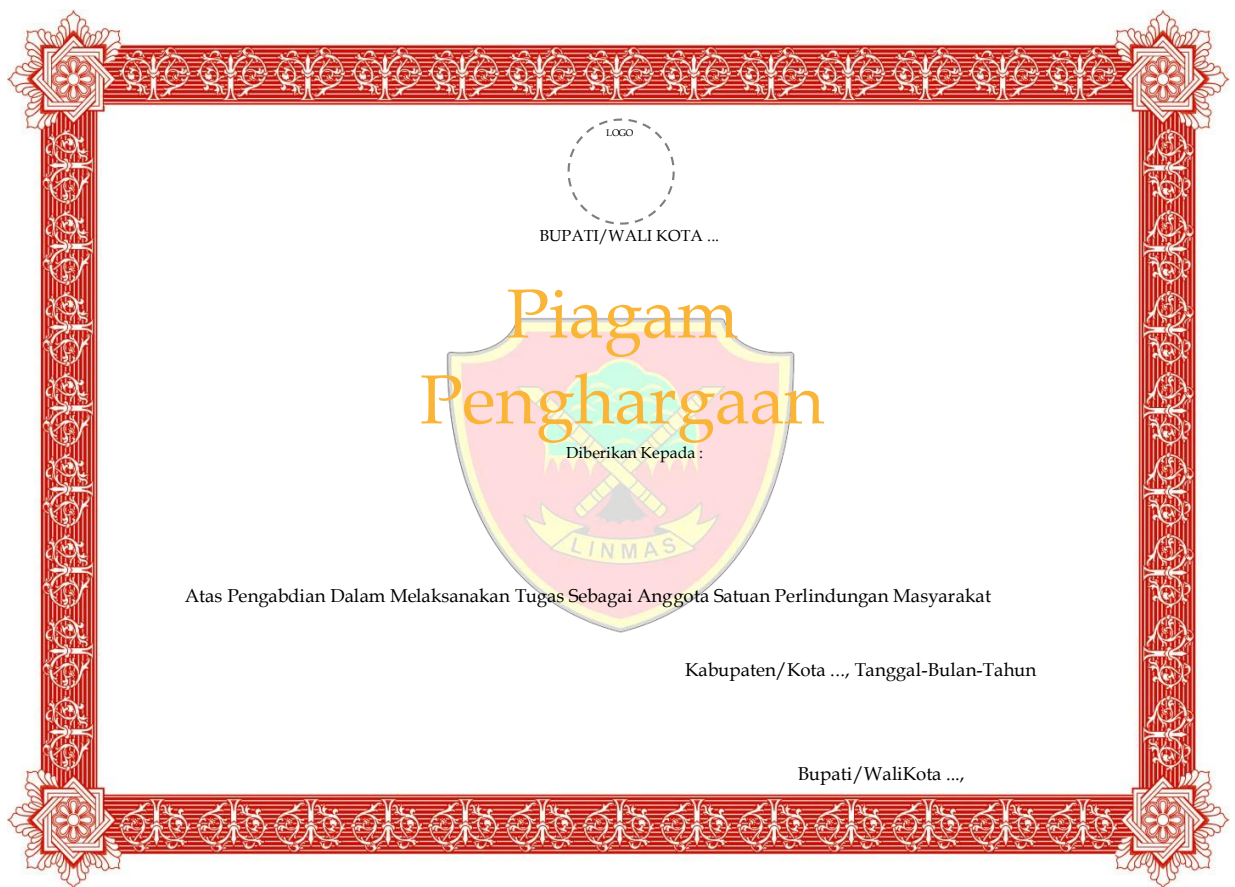 LOGO
BUPATI/WALI KOTA ...
Piagam
Penghargaan
Diberikan Kepada :
LINMAS
Atas Pengabdian Dalam Melaksanakan Tugas Sebagai Anggota Satuan Perlindungan Masyarakat
Kabupaten/Kota ..., Tanggal-Bulan-Tahun
Bupati/WaliKota ...,